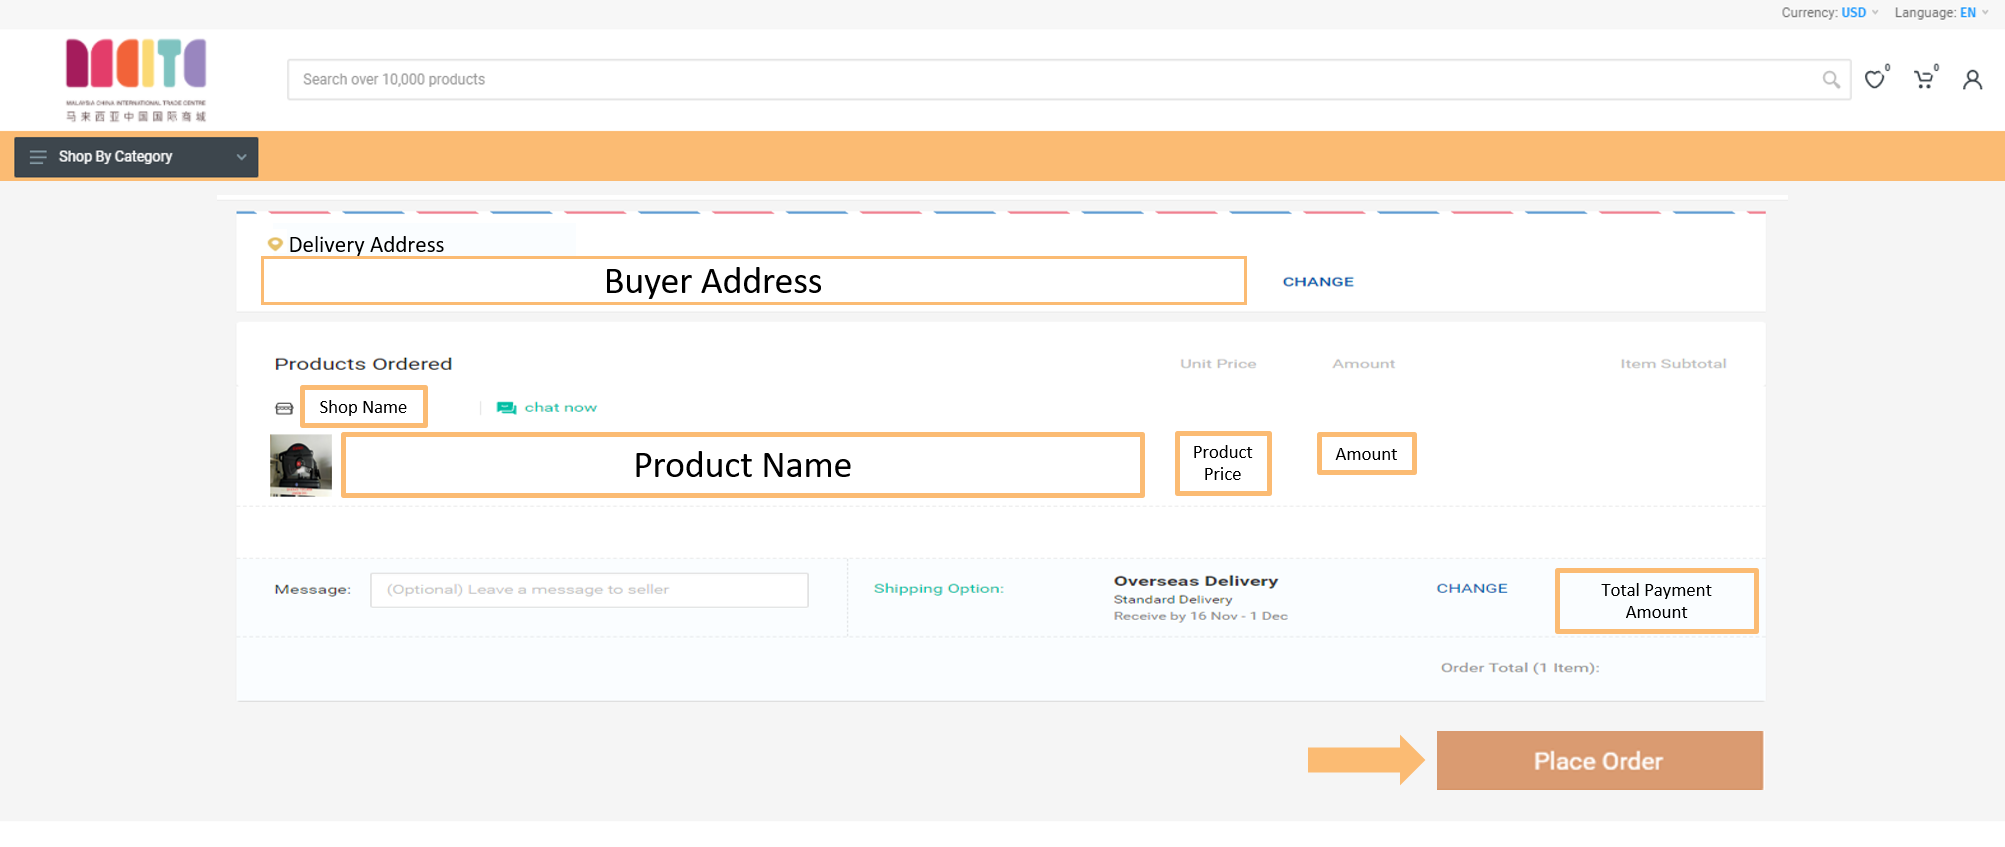 Currency: USD Language: EN
MALAYSIA CHINA INTERNATIONAL TRADE CENTRE
马来西亚中国国际商城
Search over 10,000 products
0
0
Shop By Category
Delivery Address
Buyer Address
CHANGE
Products Ordered
Unit Price
Amount
Item Subtotal
Shop Name
chat now
Product Name
Product
Price
Amount
Message:
(Optional) Leave a message to seller
Shipping Option:
Overseas Delivery
Standard Delivery
Receive by 16 Nov - 1 Dec
CHANGE
Total Payment
Amount
Order Total (1 Item):
Place Order